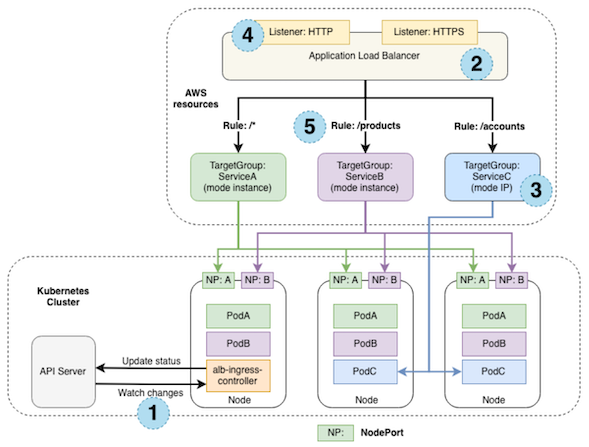 4
Listener: HTTP
Listener: HTTPS
Application Load Balancer
2
AWS
resources
Rule: /*
5
Rule: /products
Rule: /accounts
TargetGroup:
ServiceA
(mode instance)
TargetGroup:
ServiceB
(mode instance)
TargetGroup:
ServiceC
(mode IP)
3
Kubernetes
Cluster
NP: A
NP: B
NP: A
NP: B
NP: A
NP: B
PodA
PodA
PodA
PodB
PodB
PodB
API Server
Update status
Watch changes
1
alb-ingress-
controller
PodC
PodC
Node
Node
Node
NP:
NodePort